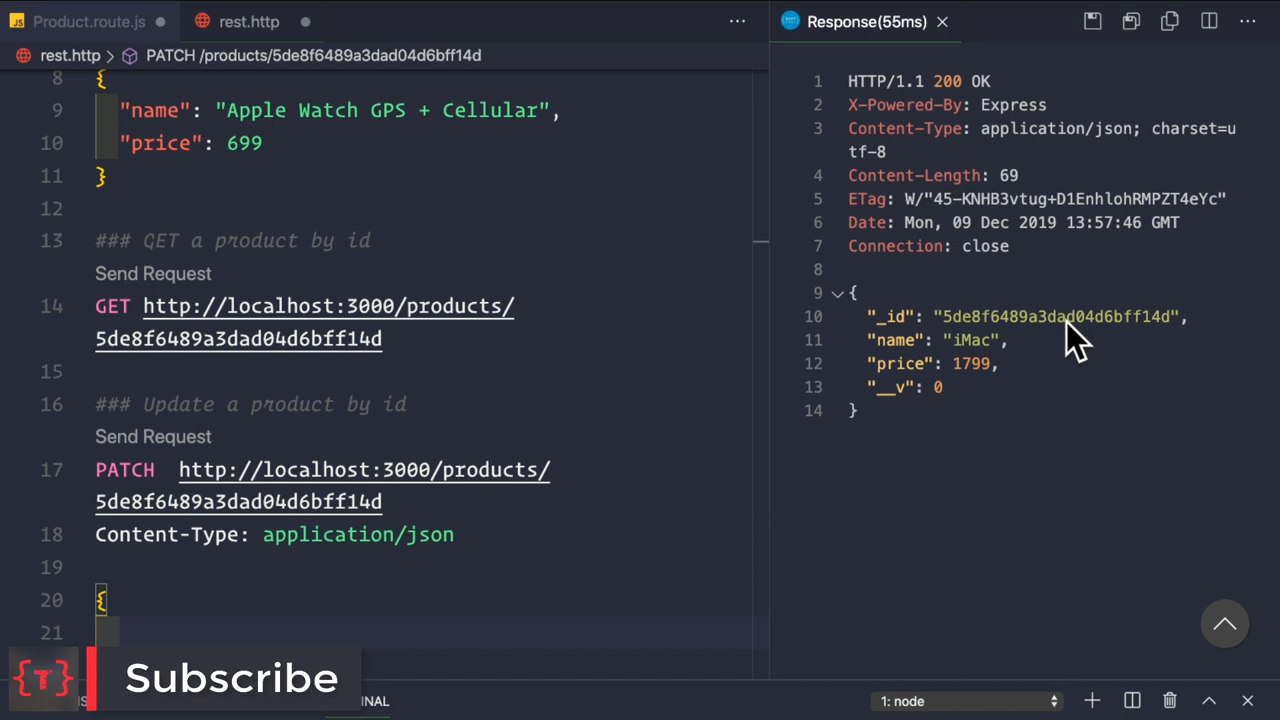 JS Product.route.js
rest.http
...
rest.http > PATCH /products/5de8f6489a3dad04d6bff14d
8 {
9 "name": "Apple Watch GPS + Cellular",
10 "price": 699
11 }
12
13 ### GET a product by id
Send Request
14 GET http://localhost:3000/products/
5de8f6489a3dad04d6bff14d
15
16 ### Update a product by id
Send Request
17 PATCH http://localhost:3000/products/
5de8f6489a3dad04d6bff14d
18 Content-Type: application/json
19
20 {
21
{T} Subscribe
NAL
1: node
Response(55ms)
...
1 HTTP/1.1 200 OK
2 X-Powered-By: Express
3 Content-Type: application/json; charset=u
tf-8
4 Content-Length: 69
5 ETag: W/"45-KNHB3vtug+D1EnhlohRMPZT4eYc"
6 Date: Mon, 09 Dec 2019 13:57:46 GMT
7 Connection: close
8
9 {
10 "_id": "5de8f6489a3dad04d6bff14d",
11 "name": "iMac",
12 "price": 1799,
13 "__v": 0
14 }